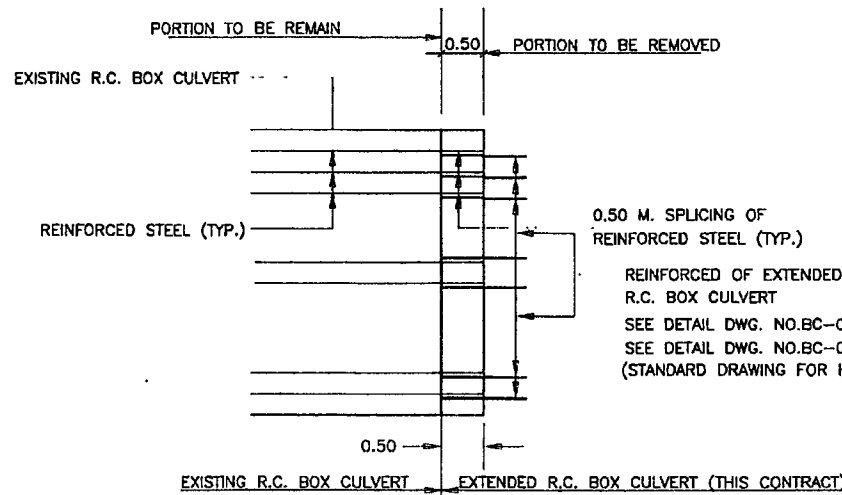 PORTION TO BE REMAIN
0.50
PORTION TO BE REMOVED
EXISTING R.C. BOX CULVERT
REINFORCED STEEL (TYP.)
0.50 M. SPLICING OF
REINFORCED STEEL (TYP.)
REINFORCED OF EXTENDED
R.C. BOX CULVERT
SEE DETAIL DWG. NO.BC-
SEE DETAIL DWG. NO.BC-
(STANDARD DRAWING FOR
0.50
EXISTING R.C. BOX CULVERT
EXTENDED R.C. BOX CULVERT (THIS CONTRACT)